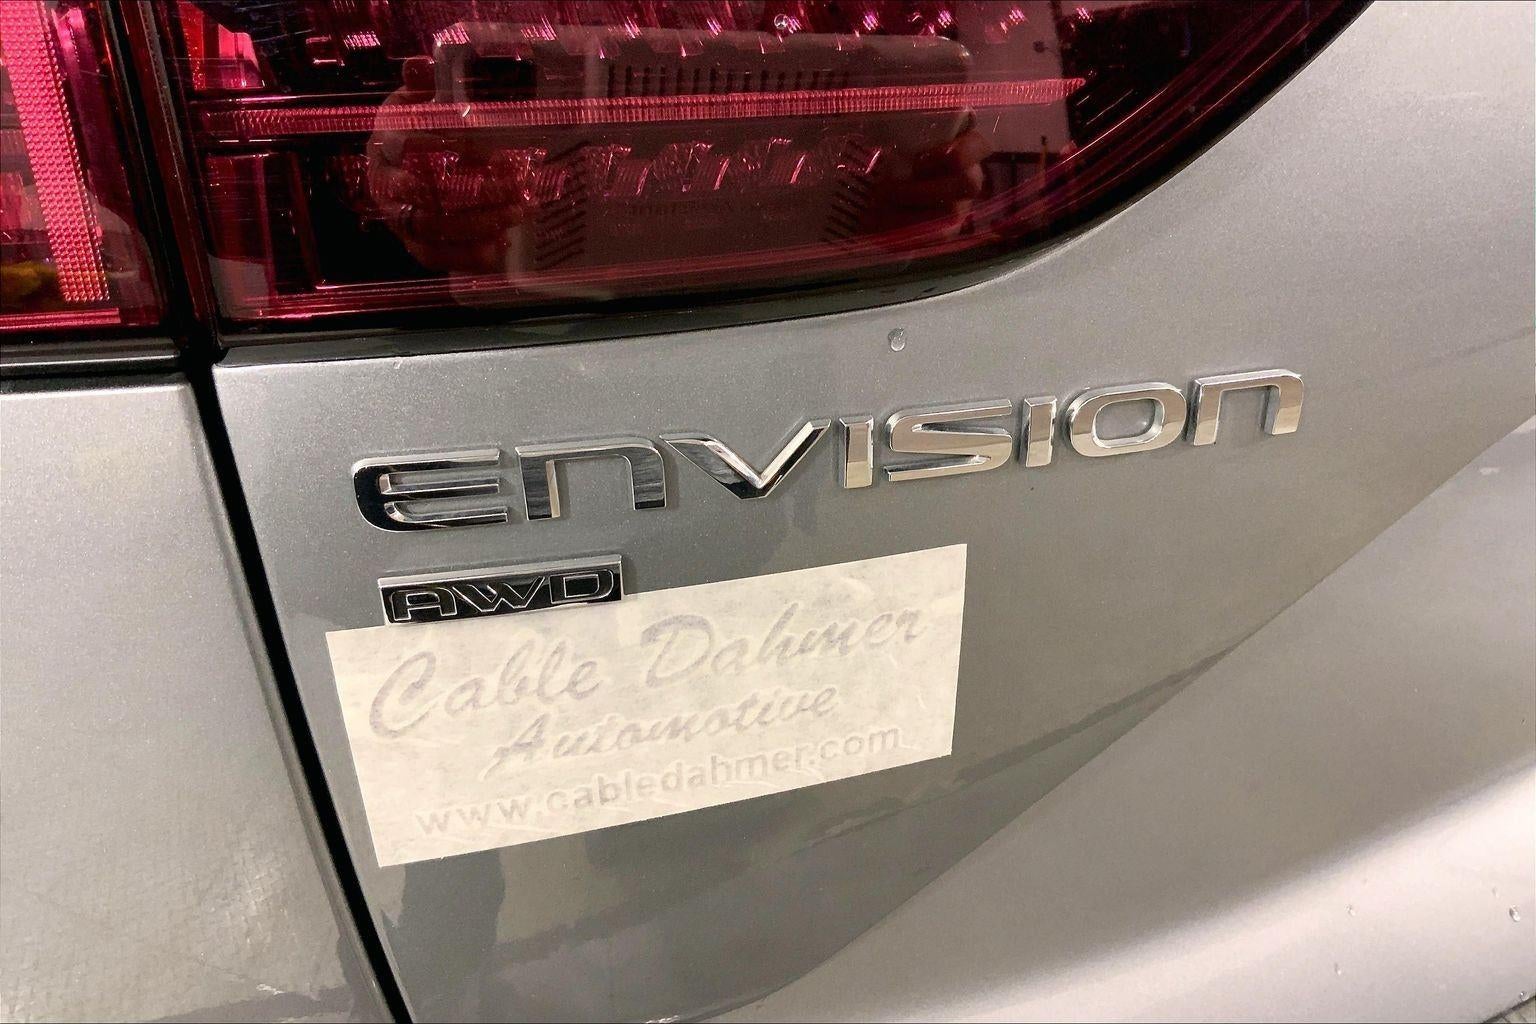 ENVISION
AWD
Cable Dahmer
Automotive
www.cabledahmer.com